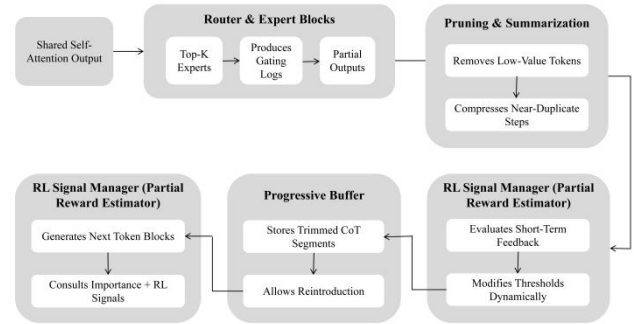 Router & Expert Blocks
Shared Self-
Attention Output
Top-K
Experts
Produces
Gating
Logs
Partial
Outputs
Pruning & Summarization
Removes Low-Value Tokens
Compresses Near-Duplicate
Steps
RL Signal Manager (Partial
Reward Estimator)
Generates Next Token Blocks
Consults Importance + RL
Signals
Progressive Buffer
Stores Trimmed CoT
Segments
Allows Reintroduction
RL Signal Manager (Partial
Reward Estimator)
Evaluates Short-Term
Feedback
Modifies Thresholds
Dynamically